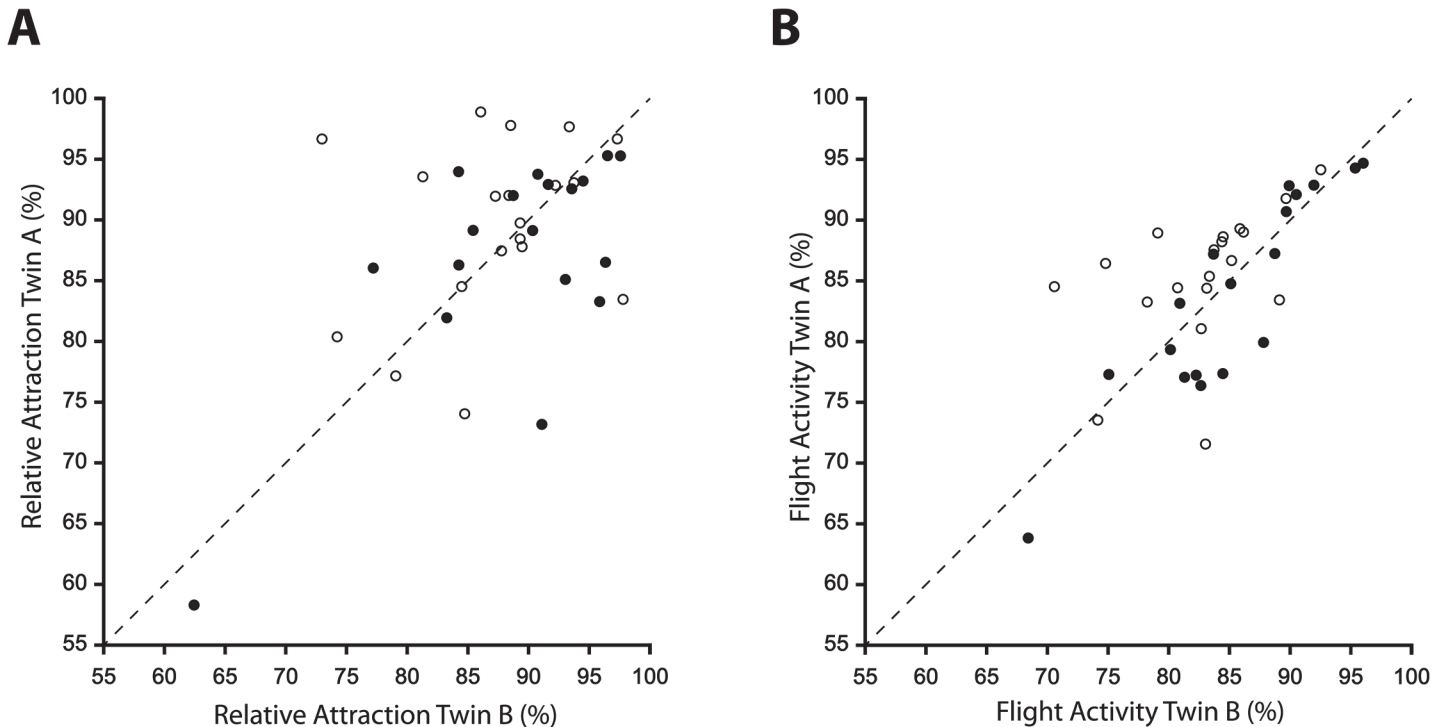 A
B
100
95
90
85
80
75
70
65
60
55
Relative Attraction Twin A (%)
55 60 65 70 75 80 85 90 95 100
Relative Attraction Twin B (%)
100
95
90
85
80
75
70
65
60
55
Flight Activity Twin A (%)
55 60 65 70 75 80 85 90 95 100
Flight Activity Twin B (%)